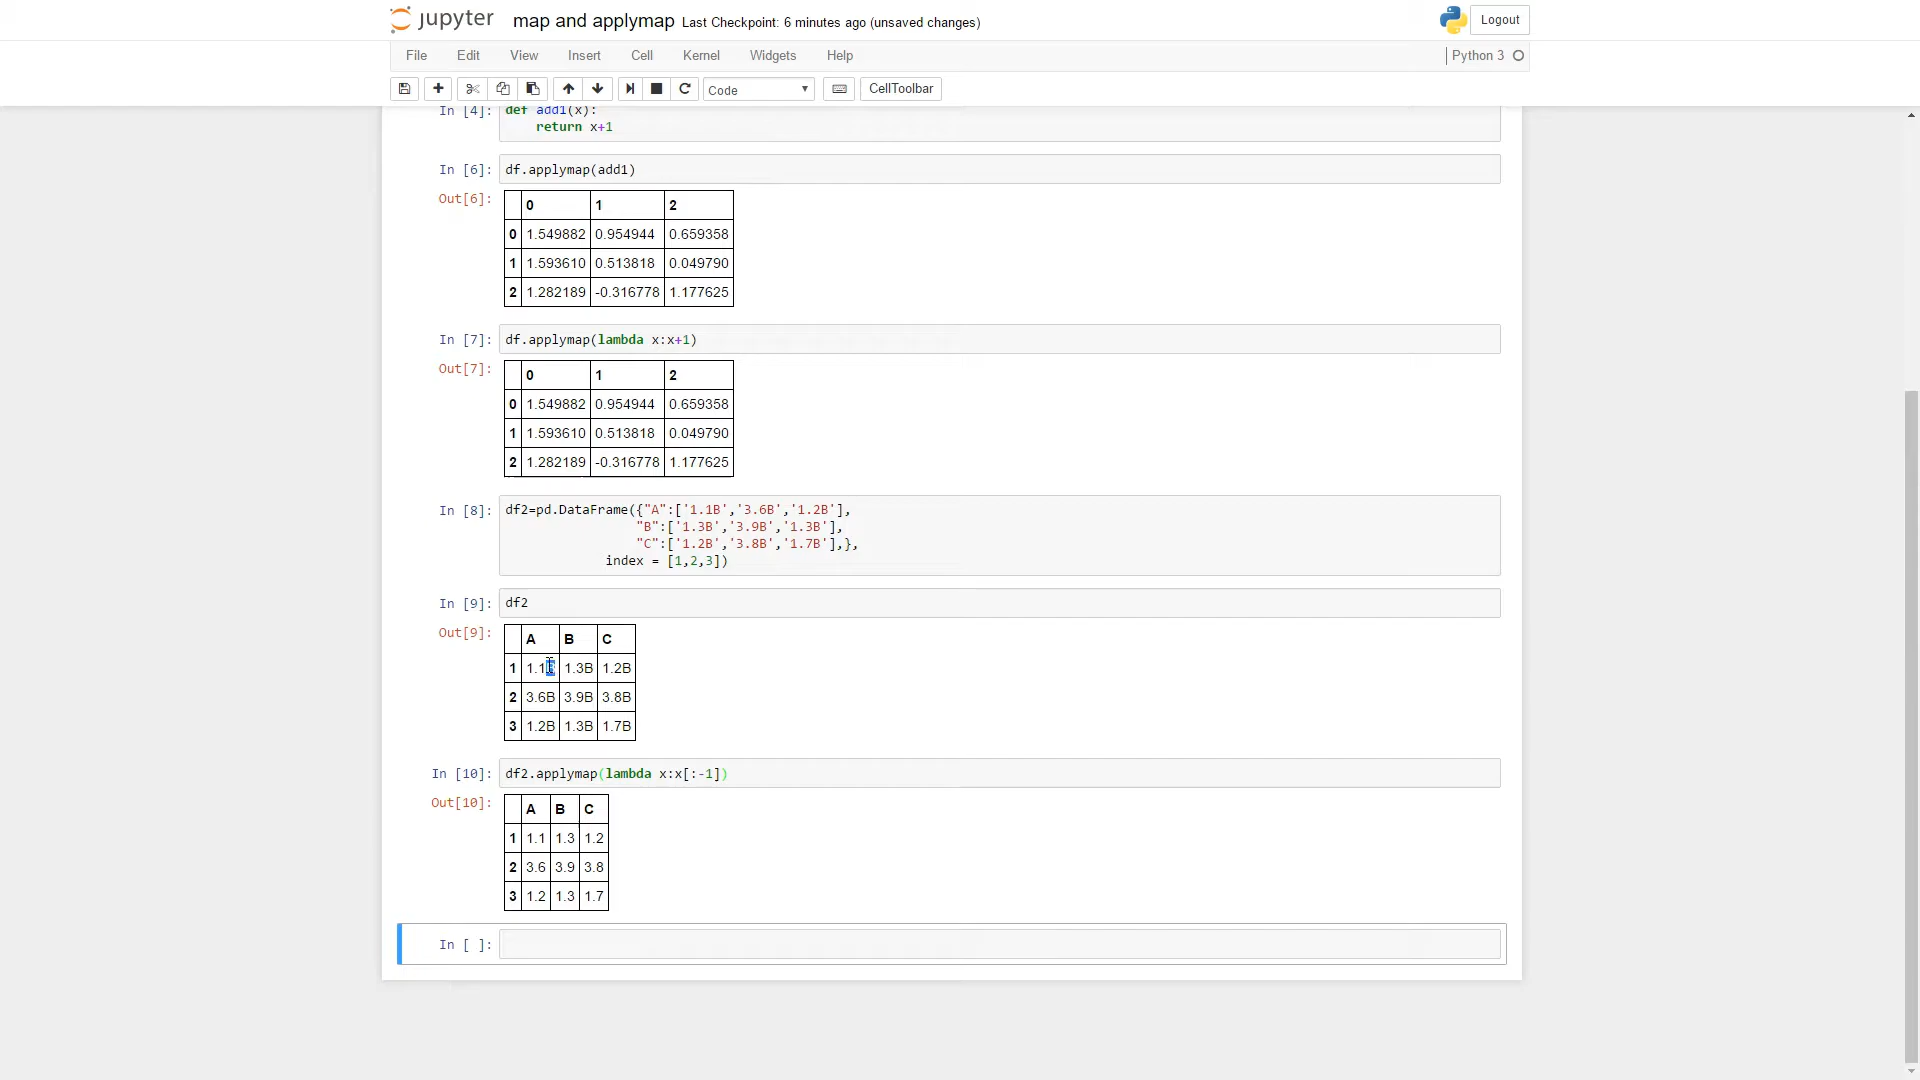 jupyter map and applymap Last Checkpoint: 6 minutes ago (unsaved changes) Logout
File Edit View Insert Cell Kernel Widgets Help Python 3
Code CellToolbar
In [4]: def add1(x):
return x+1
In [6]: df.applymap(add1)
Out[6]:
0 1 2
0 1.549882 0.954944 0.659358
1 1.593610 0.513818 0.049790
2 1.282189 -0.316778 1.177625
In [7]: df.applymap(lambda x:x+1)
Out[7]:
0 1 2
0 1.549882 0.954944 0.659358
1 1.593610 0.513818 0.049790
2 1.282189 -0.316778 1.177625
In [8]: df2=pd.DataFrame({"A":['1.1B','3.6B','1.2B'],
"B":['1.3B','3.9B','1.3B'],
"C":['1.2B','3.8B','1.7B'],},
index = [1,2,3])
In [9]: df2
Out[9]:
A B C
1 1.1B 1.3B 1.2B
2 3.6B 3.9B 3.8B
3 1.2B 1.3B 1.7B
In [10]: df2.applymap(lambda x:x[:-1])
Out[10]:
A B C
1 1.1 1.3 1.2
2 3.6 3.9 3.8
3 1.2 1.3 1.7
In [ ]: